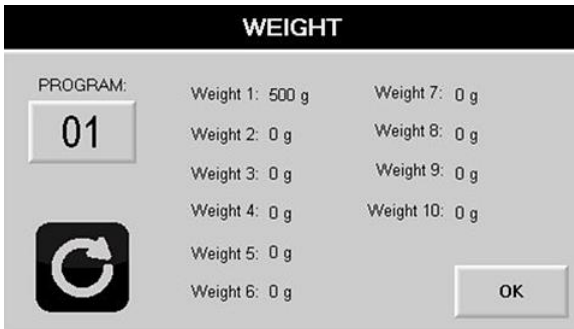 WEIGHT
PROGRAM:
01
Weight 1: 500 g
Weight 2: 0 g
Weight 3: 0 g
Weight 4: 0 g
Weight 5: 0 g
Weight 6: 0 g
Weight 7: 0 g
Weight 8: 0 g
Weight 9: 0 g
Weight 10: 0 g
OK